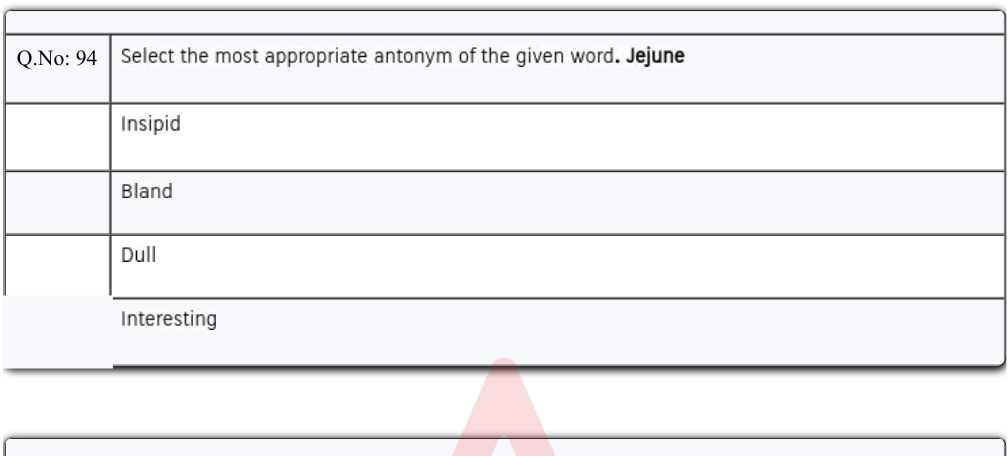 Q.No: 94 Select the most appropriate antonym of the given word. Jejune
Insipid
Bland
Dull
Interesting